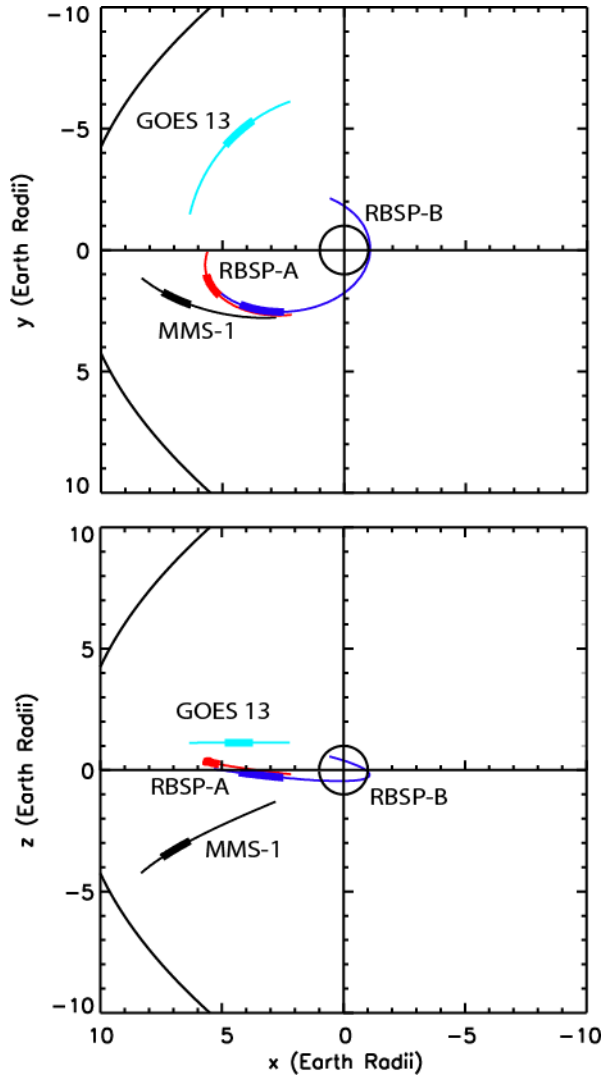 -10
-5
0
5
10
y (Earth Radii)
GOES 13
RBSP-B
RBSP-A
MMS-1
10
5
0
-5
-10
z (Earth Radii)
GOES 13
RBSP-A
RBSP-B
MMS-1
10
5
0
-5
-10
x (Earth Radii)